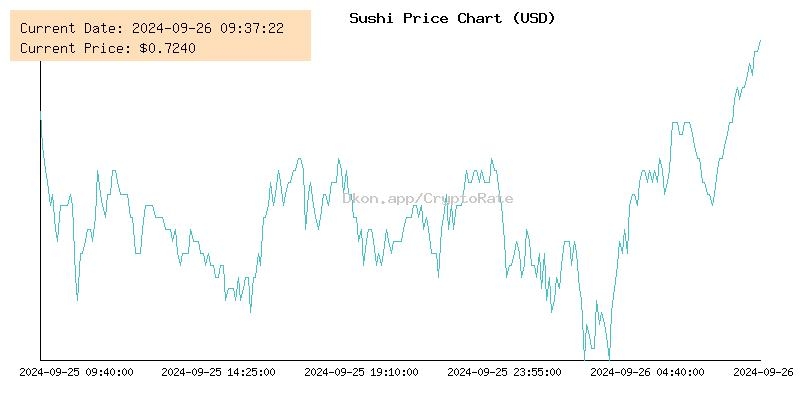 Sushi Price Chart (USD)
Current Date: 2024-09-26 09:37:22
Current Price: $0.7240
Dkon.app/CryptoRate
2024-09-25 09:40:00 2024-09-25 14:25:00 2024-09-25 19:10:00 2024-09-25 23:55:00 2024-09-26 04:40:00 2024-09-26